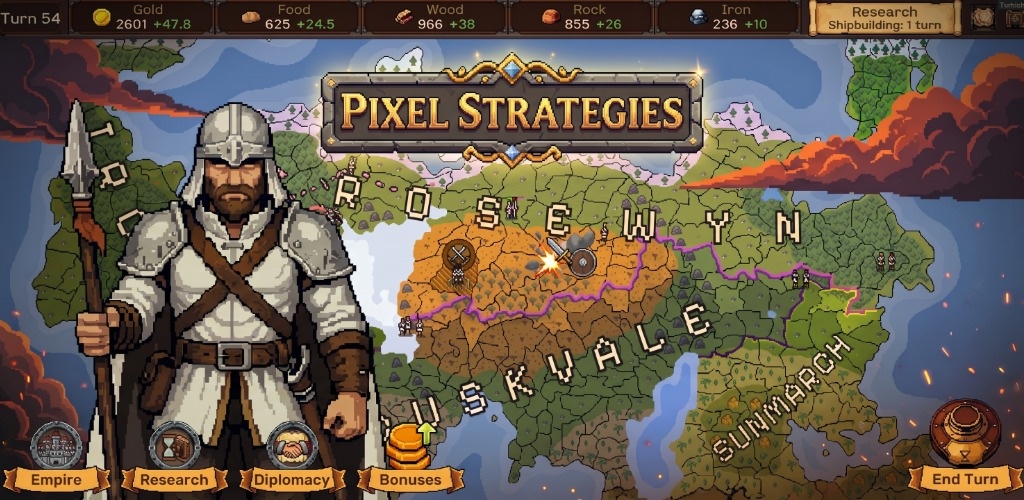 Turn 54
Gold
2601 +47.8
Food
625 +24.5
Wood
966 +38
Rock
855 +26
Iron
236 +10
Research
Shipbuilding: 1 turn
PIXEL STRATEGIES
ROSEWYN
USKVALE
SUNMARCH
Empire
Research
Diplomacy
Bonuses
End Turn